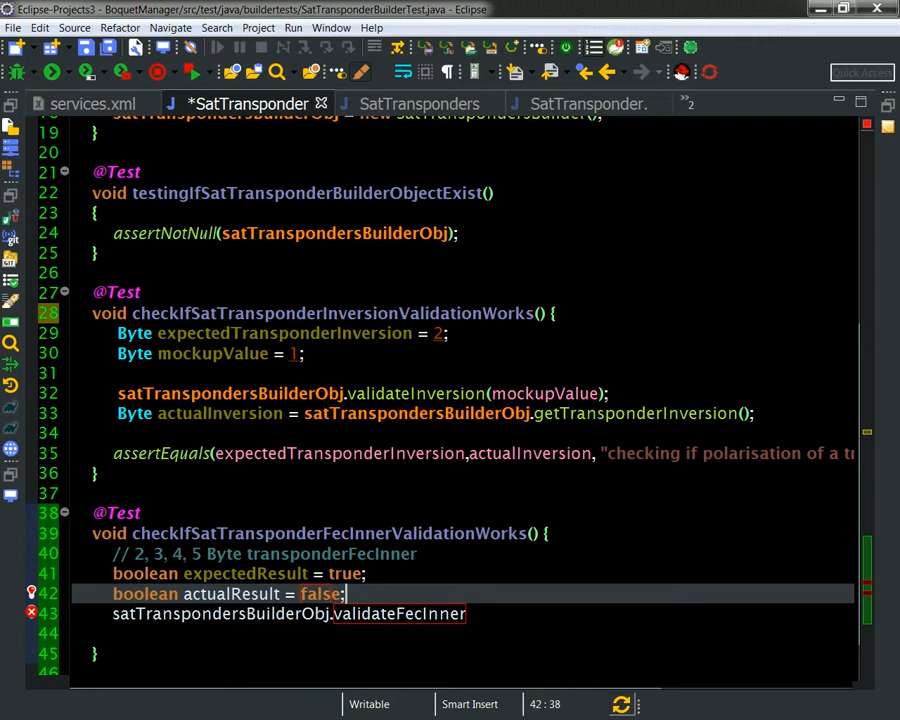 Eclipse-Projects3 - BoquetManager/src/test/java/buildertests/SatTransponderBuilderTest.java - Eclipse
File Edit Source Refactor Navigate Search Project Run Window Help
Quick Access
services.xml *SatTransponder SatTransponders SatTransponder. »2
19 }
20
21 @Test
22 void testingIfSatTransponderBuilderObjectExist()
23 {
24 assertNotNull(satTranspondersBuilderObj);
25 }
26
27 @Test
28 void checkIfSatTransponderInversionValidationWorks() {
29 Byte expectedTransponderInversion = 2;
30 Byte mockupValue = 1;
31
32 satTranspondersBuilderObj.validateInversion(mockupValue);
33 Byte actualInversion = satTranspondersBuilderObj.getTransponderInversion();
34
35 assertEquals(expectedTransponderInversion,actualInversion, "checking if polarisation of a tr
36 }
37
38 @Test
39 void checkIfSatTransponderFecInnerValidationWorks() {
40 // 2, 3, 4, 5 Byte transponderFecInner
41 boolean expectedResult = true;
42 boolean actualResult = false;
43 satTranspondersBuilderObj.validateFecInner
44
45 }
46
Writable Smart Insert 42 : 38